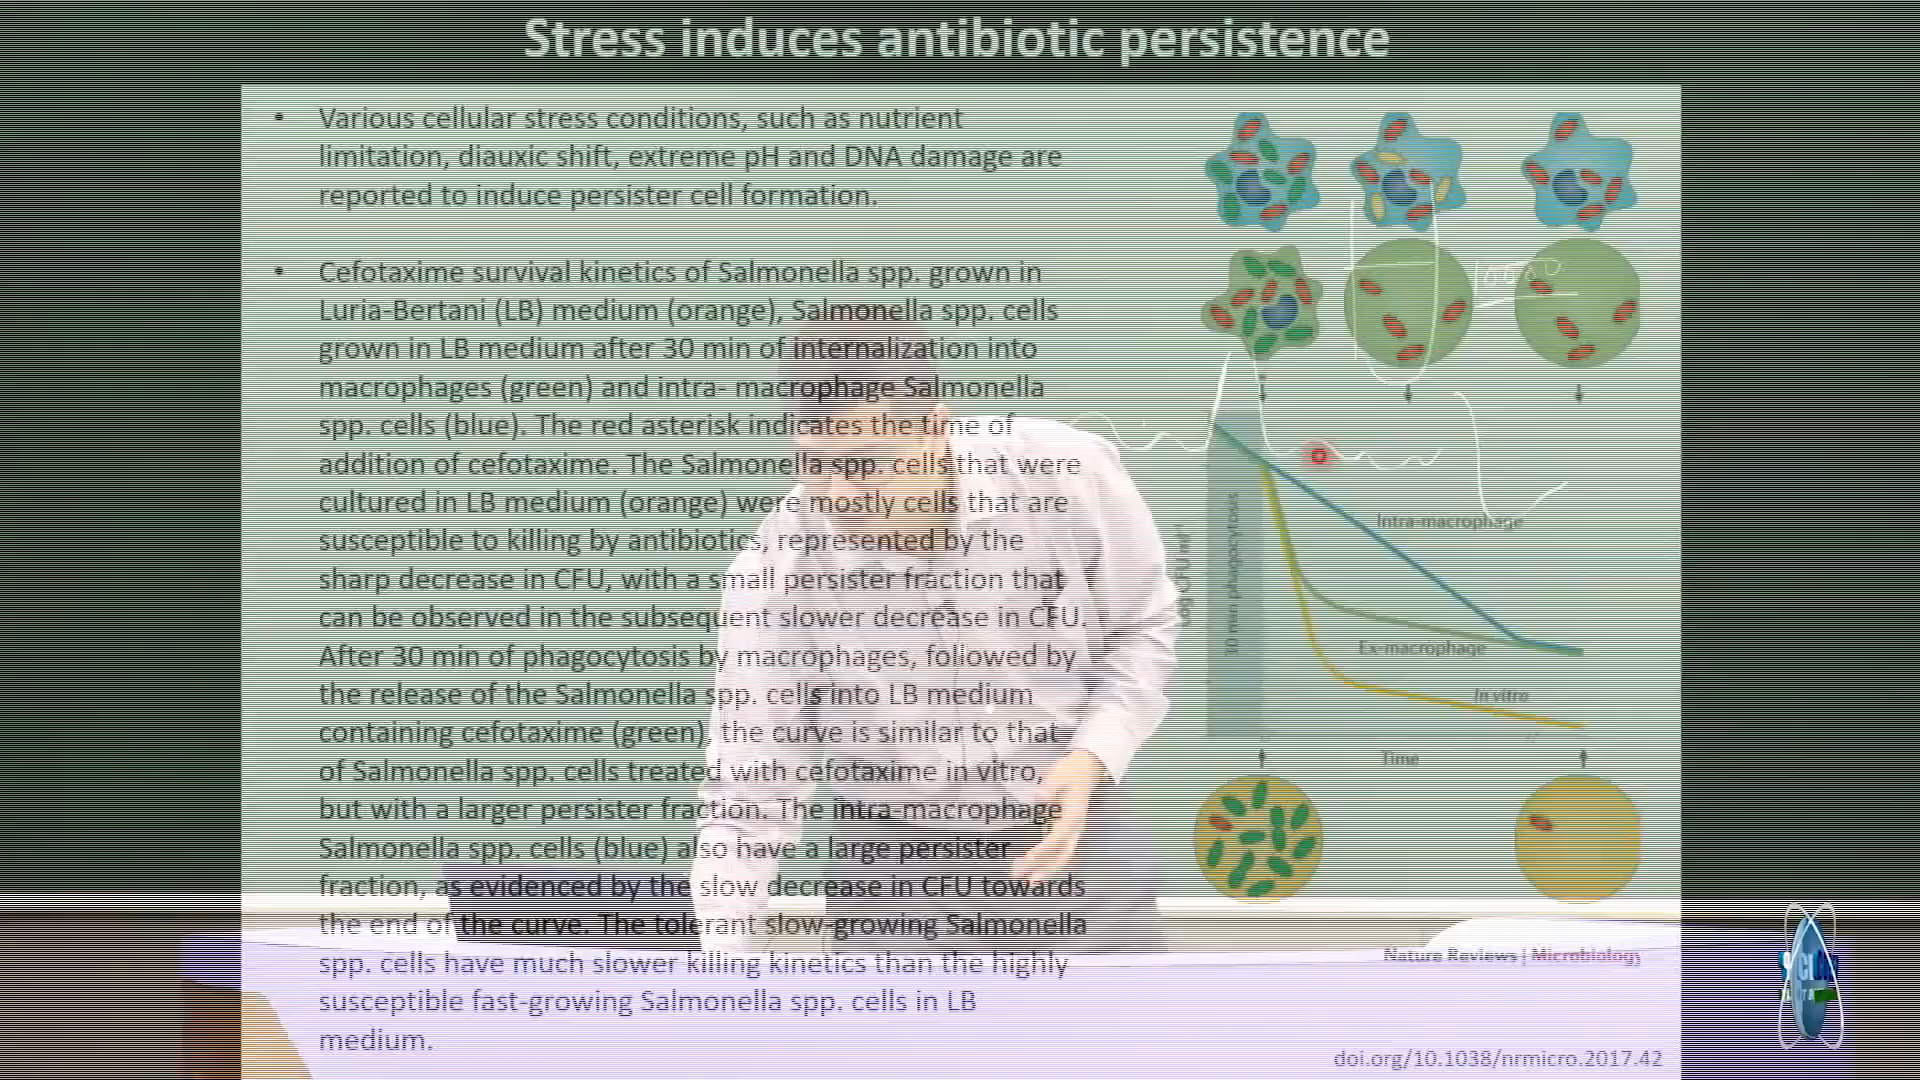 Stress induces antibiotic persistence
• Various cellular stress conditions, such as nutrient
limitation, diauxic shift, extreme pH and DNA damage are
reported to induce persister cell formation.
• Cefotaxime survival kinetics of Salmonella spp. grown in
Luria-Bertani (LB) medium (orange), Salmonella spp. cells
grown in LB medium after 30 min of internalization into
macrophages (green) and intra- macrophage Salmonella
spp. cells (blue). The red asterisk indicates the time of
addition of cefotaxime. The Salmonella spp. cells that were
cultured in LB medium (orange) were mostly cells that are
susceptible to killing by antibiotics, represented by the
sharp decrease in CFU, with a small persister fraction that
can be observed in the subsequent slower decrease in CFU.
After 30 min of phagocytosis by macrophages, followed by
the release of the Salmonella spp. cells into LB medium
containing cefotaxime (green), the curve is similar to that
of Salmonella spp. cells treated with cefotaxime in vitro,
but with a larger persister fraction. The intra-macrophage
Salmonella spp. cells (blue) also have a large persister
fraction, as evidenced by the slow decrease in CFU towards
the end of the curve. The tolerant slow-growing Salmonella
spp. cells have much slower killing kinetics than the highly
susceptible fast-growing Salmonella spp. cells in LB
medium.
Log CFU ml⁻¹
30 min phagocytosis
Intra-macrophage
Ex-macrophage
In vitro
Time
Nature Reviews | Microbiology
doi.org/10.1038/nrmicro.2017.42